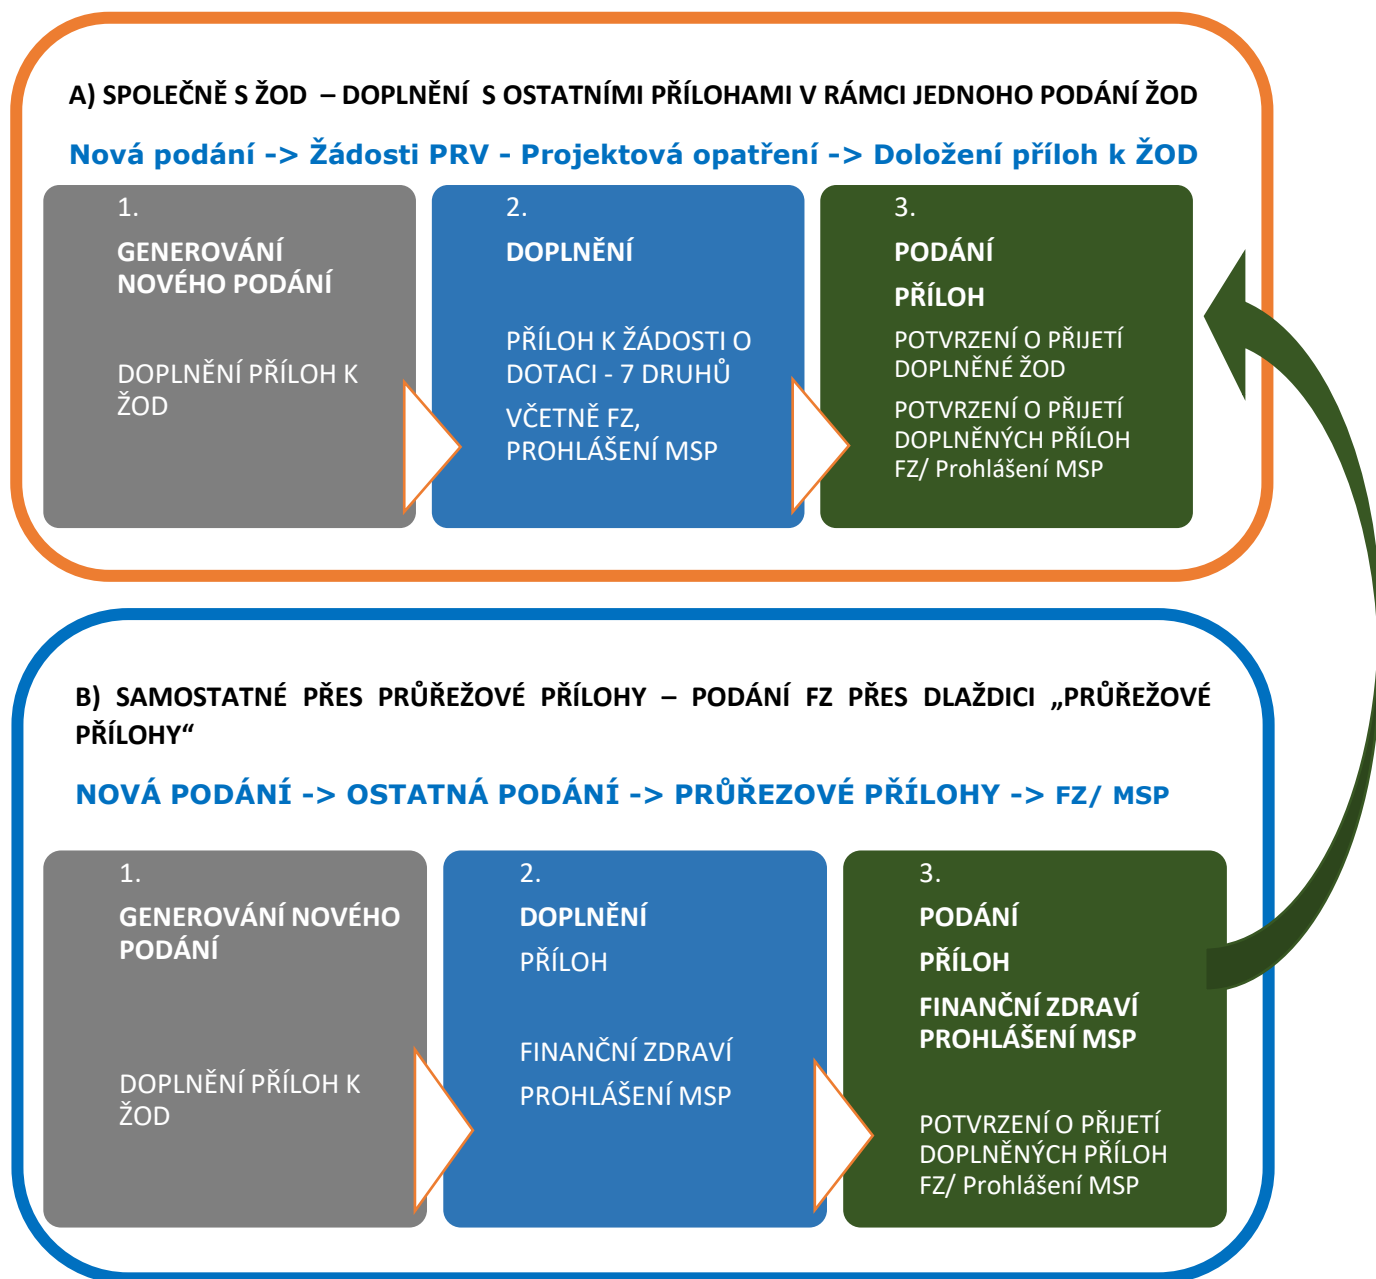 A) SPOLEČNĚ S ŽOD – DOPLNĚNÍ S OSTATNÍMI PŘÍLOHAMI V RÁMCI JEDNOHO PODÁNÍ ŽOD
Nová podání -> Žádosti PRV - Projektová opatření -> Doložení příloh k ŽOD
1.
GENEROVÁNÍ
NOVÉHO PODÁNÍ
DOPLNĚNÍ PŘÍLOH K
ŽOD
2.
DOPLNĚNÍ
PŘÍLOH K ŽÁDOSTI O
DOTACI - 7 DRUHŮ
VČETNĚ FZ,
PROHLÁŠENÍ MSP
3.
PODÁNÍ
PŘÍLOH
POTVRZENÍ O PŘIJETÍ
DOPLNĚNÉ ŽOD
POTVRZENÍ O PŘIJETÍ
DOPLNĚNÝCH PŘÍLOH
FZ/ Prohlášení MSP
B) SAMOSTATNÉ PŘES PRŮŘEŽOVÉ PŘÍLOHY – PODÁNÍ FZ PŘES DLAŽDICI „PRŮŘEŽOVÉ
PŘÍLOHY“
NOVÁ PODÁNÍ -> OSTATNÁ PODÁNÍ -> PRŮŘEZOVÉ PŘÍLOHY -> FZ/ MSP
1.
GENEROVÁNÍ NOVÉHO
PODÁNÍ
DOPLNĚNÍ PŘÍLOH K
ŽOD
2.
DOPLNĚNÍ
PŘÍLOH
FINANČNÍ ZDRAVÍ
PROHLÁŠENÍ MSP
3.
PODÁNÍ
PŘÍLOH
FINANČNÍ ZDRAVÍ
PROHLÁŠENÍ MSP
POTVRZENÍ O PŘIJETÍ
DOPLNĚNÝCH PŘÍLOH
FZ/ Prohlášení MSP